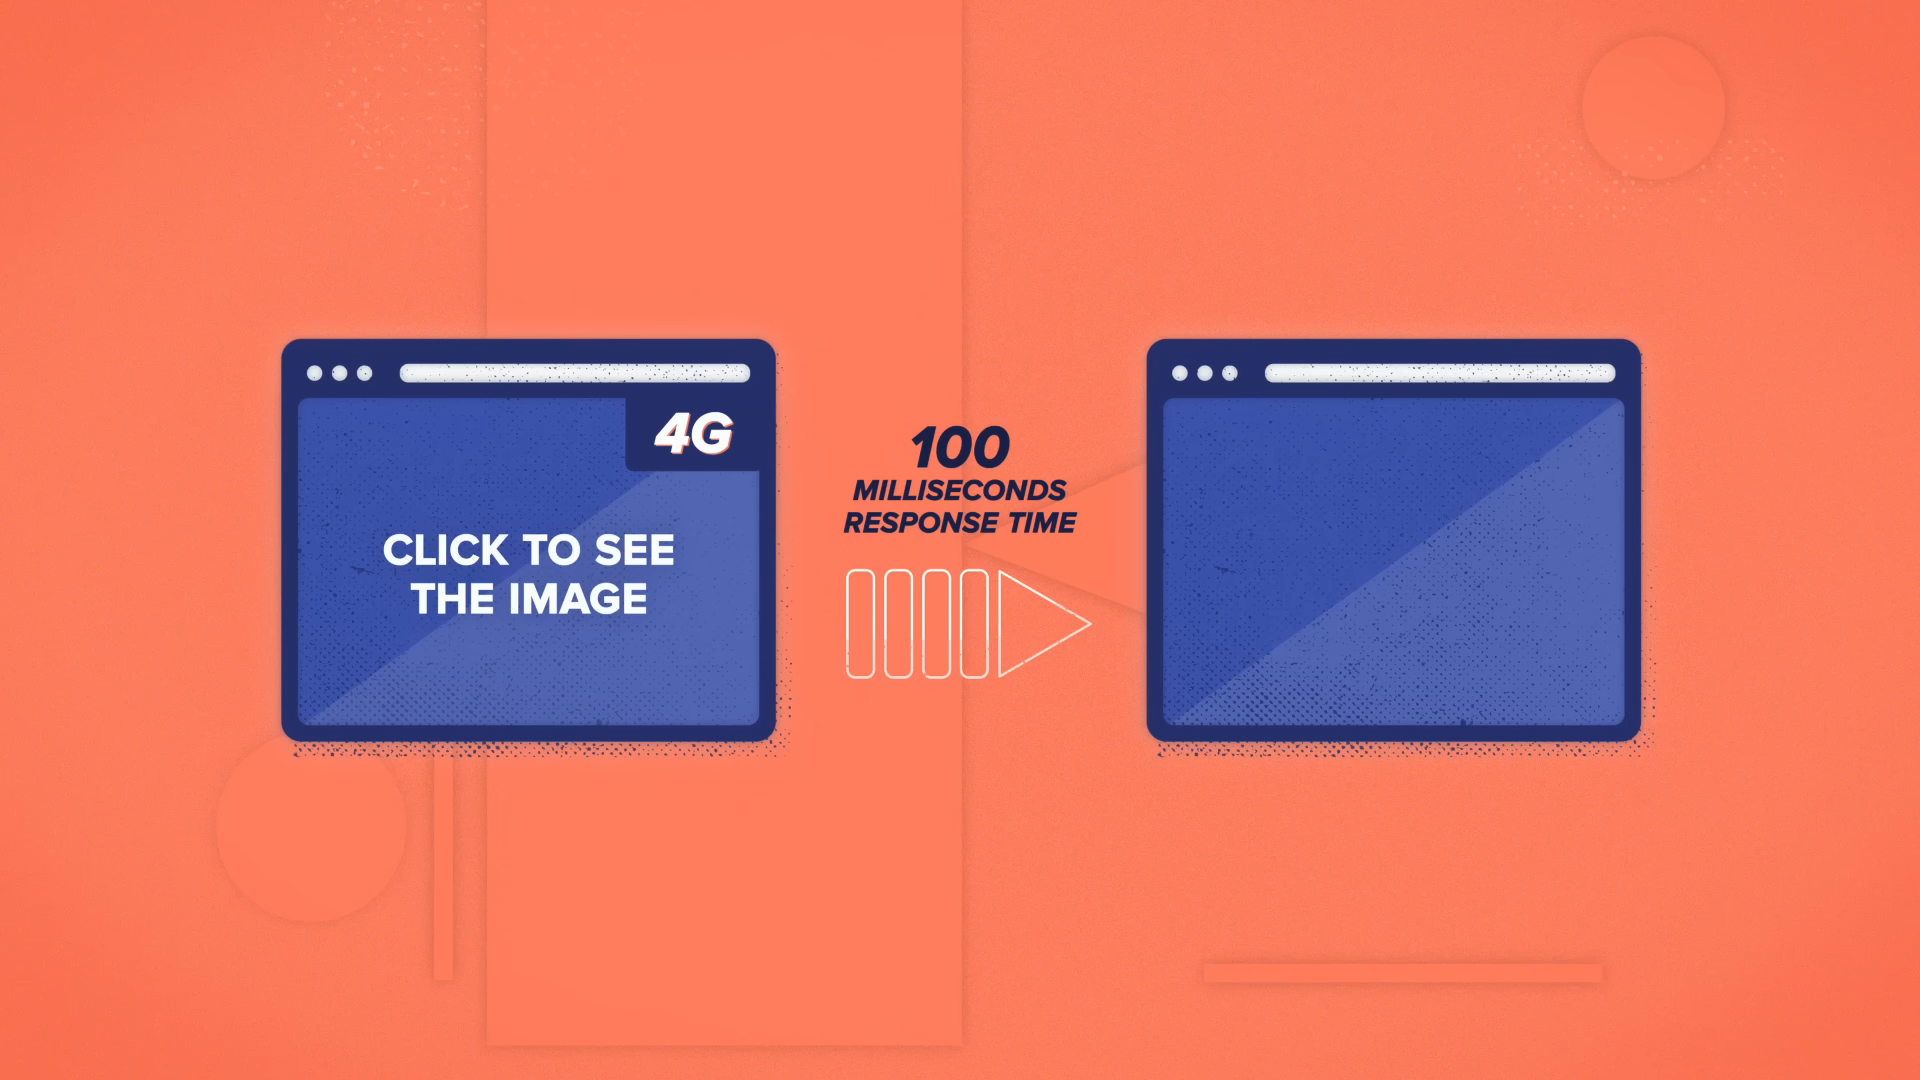 4G
CLICK TO SEE
THE IMAGE
100
MILLISECONDS
RESPONSE TIME